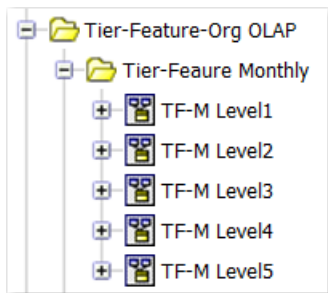 Tier-Feature-Org OLAP
Tier-Feaure Monthly
TF-M Level1
TF-M Level2
TF-M Level3
TF-M Level4
TF-M Level5